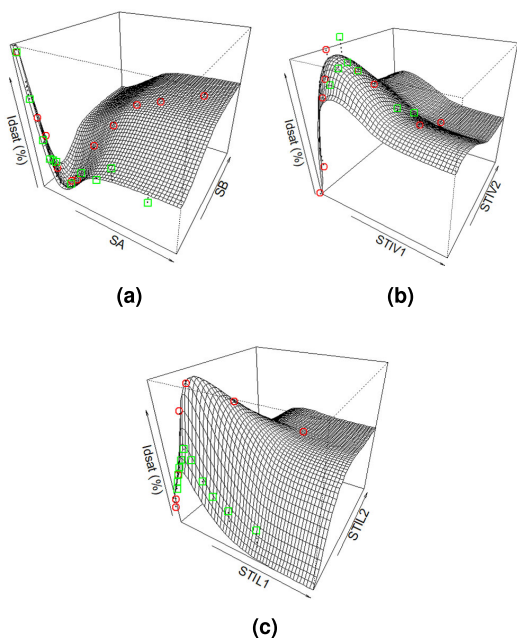 Idsat (%)
SA
SB
(a)
Idsat (%)
STIV1
STIV2
(b)
Idsat (%)
STIL1
STIL2
(c)